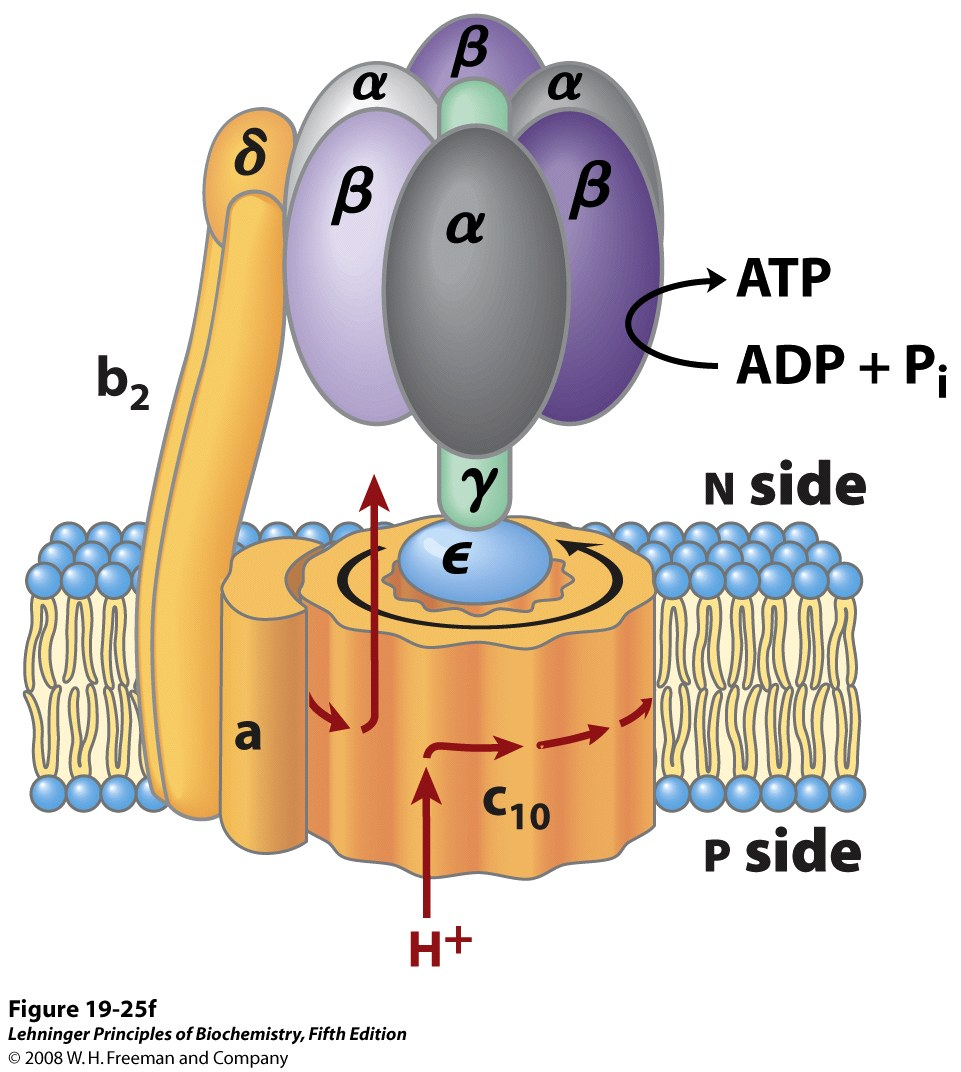 β
α
α
δ
β
β
α
ATP
b₂
ADP + Pᵢ
γ
N side
ϵ
a
c₁₀
P side
H⁺
Figure 19-25f
Lehninger Principles of Biochemistry, Fifth Edition
© 2008 W. H. Freeman and Company